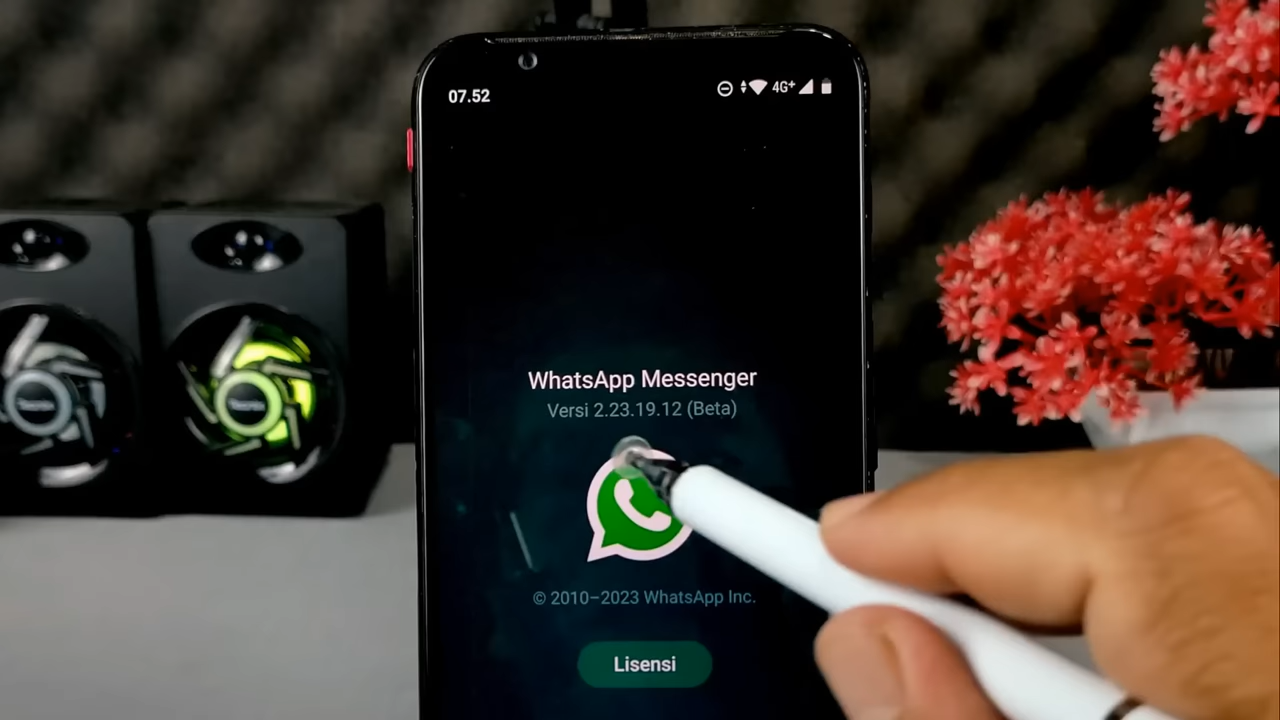 07.52
4G+
WhatsApp Messenger
Versi 2.23.19.12 (Beta)
© 2010–2023 WhatsApp Inc.
Lisensi